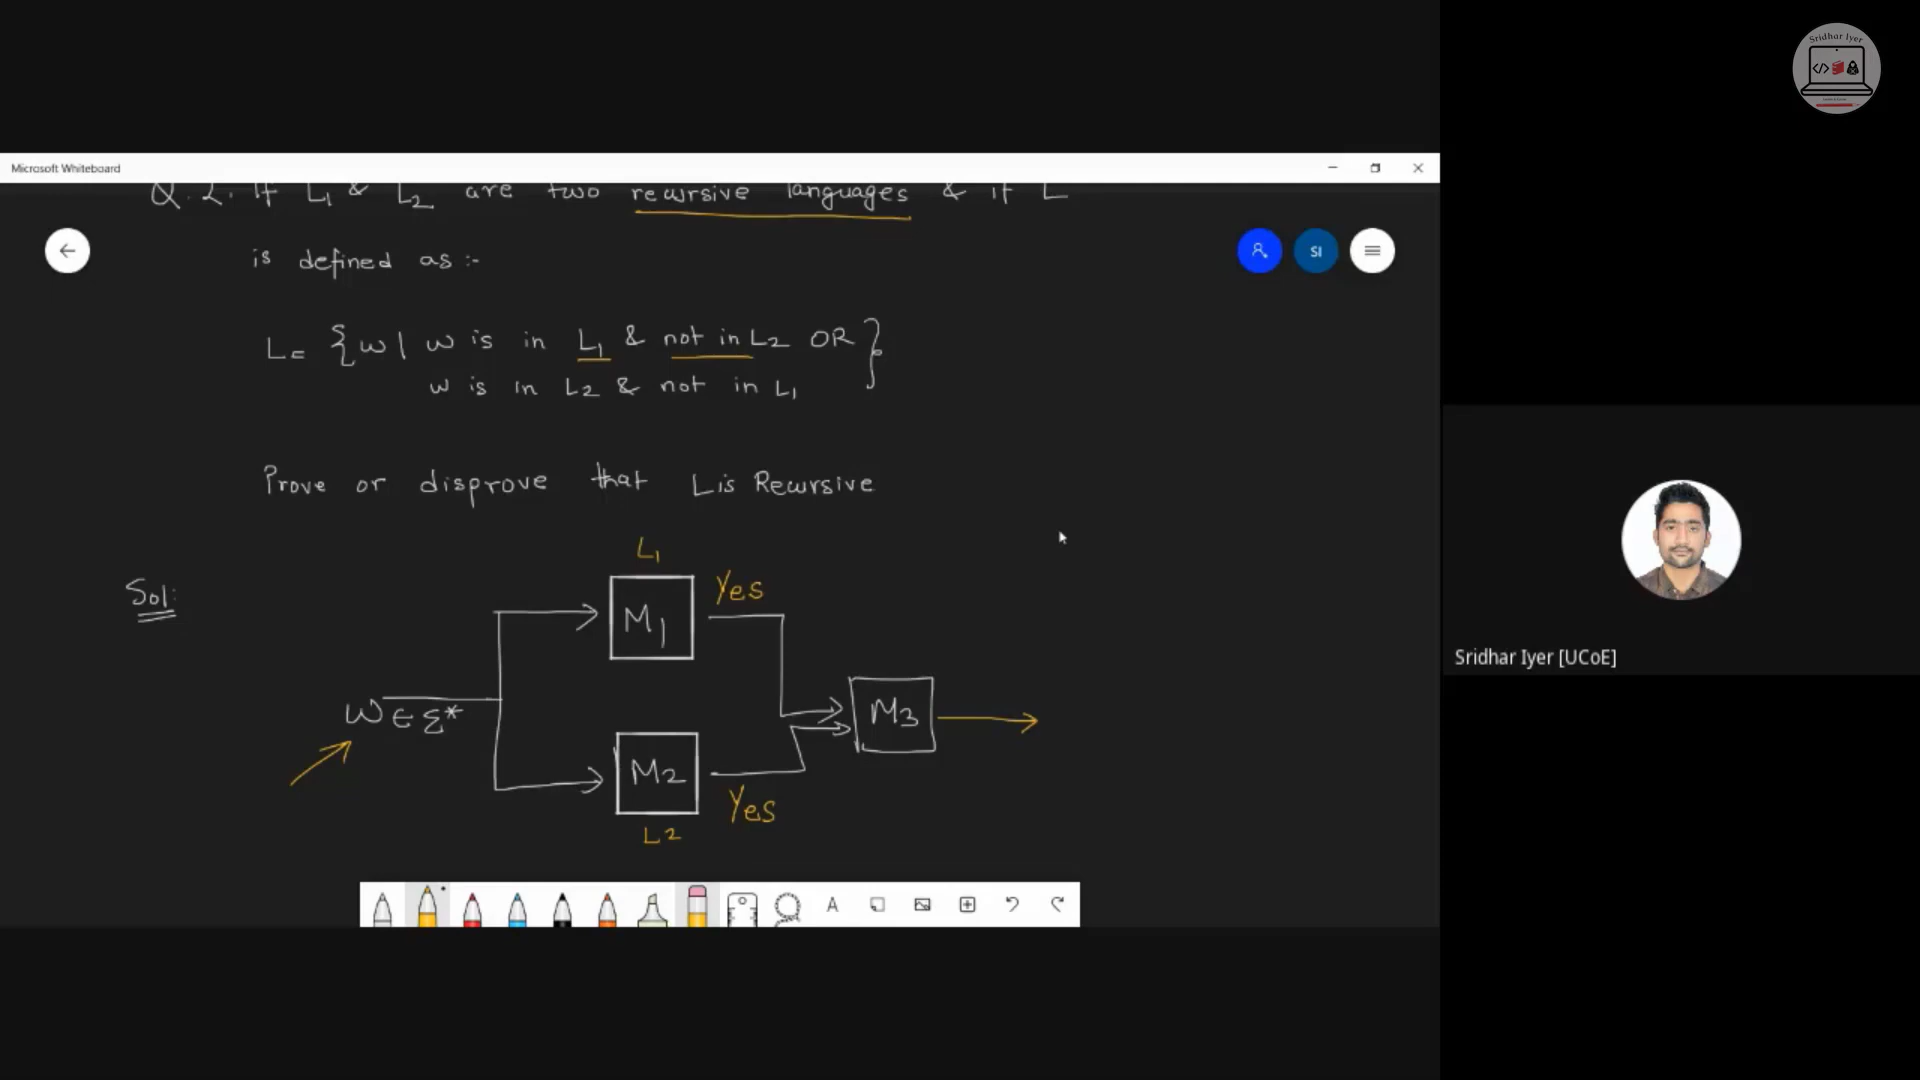 Sridhar Iyer
</>
Microsoft Whiteboard
Q.2. If L1 & L2 are two recursive languages & if L
is defined as :-
SI
L = {w | w is in L1 & not in L2 OR
w is in L2 & not in L1 }
Prove or disprove that L is Recursive
Sol:
L1
M1
Yes
w ∈ Σ*
M3
M2
Yes
L2
A
Sridhar Iyer [UCoE]